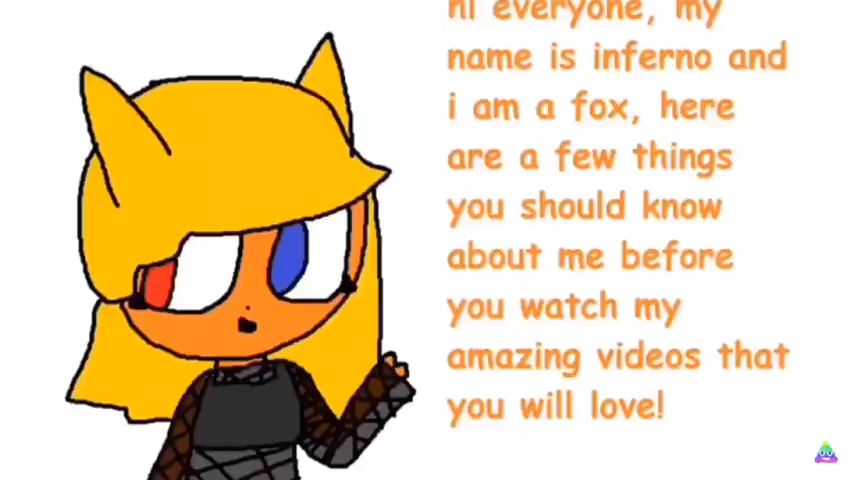 hi everyone, my
name is inferno and
i am a fox, here
are a few things
you should know
about me before
you watch my
amazing videos that
you will love!